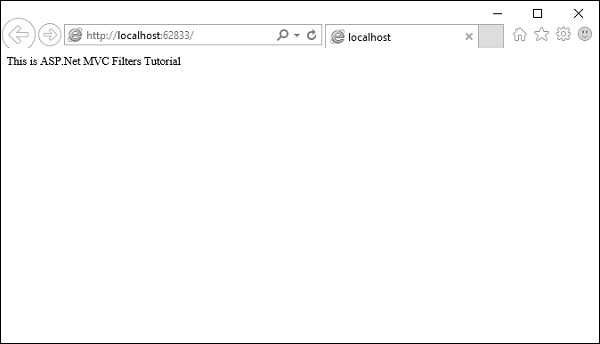 http://localhost:62833/
localhost
This is ASP.Net MVC Filters Tutorial